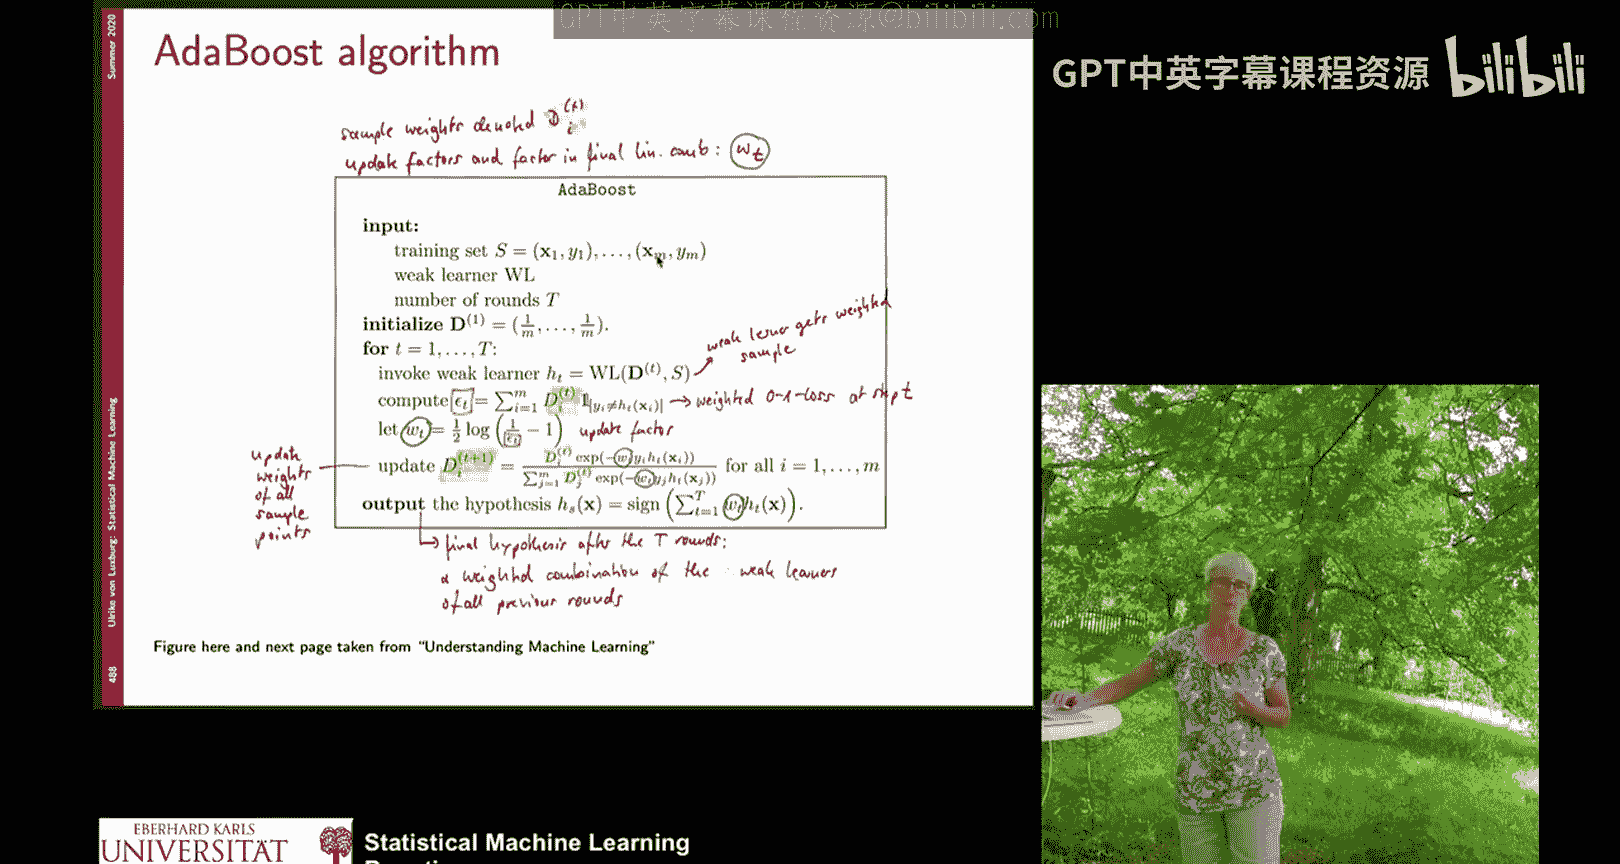 GPT中英字幕课程资源@bilibili.com
GPT中英字幕课程资源 bilibili
Summer 2020
Ulrike von Luxburg: Statistical Machine Learning
488
AdaBoost algorithm
sample weights denoted D_i^(t)
update factors and factor in final lin. comb: w_t
AdaBoost
input:
training set S = (x_1, y_1), . . . , (x_m, y_m)
weak learner WL
number of rounds T
initialize D^(1) = (1/m, . . . , 1/m).
for t = 1, . . . , T:
invoke weak learner h_t = WL(D^(t), S)
weak lerner gets weighted
sample
compute ε_t = ∑_{i=1}^m D_i^(t) 𝟙_[y_i≠h_t(x_i)] → weighted 0-1-loss at step t
let w_t = 1/2 log (1/ε_t − 1) update factor
update D_i^(t+1) = D_i^(t) exp(−w_t y_i h_t(x_i)) / ∑_{j=1}^m D_j^(t) exp(−w_t y_j h_t(x_j)) for all i = 1, . . . , m
output the hypothesis h_s(x) = sign (∑_{t=1}^T w_t h_t(x)).
update
weights
of all
sample
points
final hypothesis after the T rounds:
a weighted combination of the weak learners
of all previous rounds
Figure here and next page taken from "Understanding Machine Learning"
EBERHARD KARLS
UNIVERSITÄT
Statistical Machine Learning